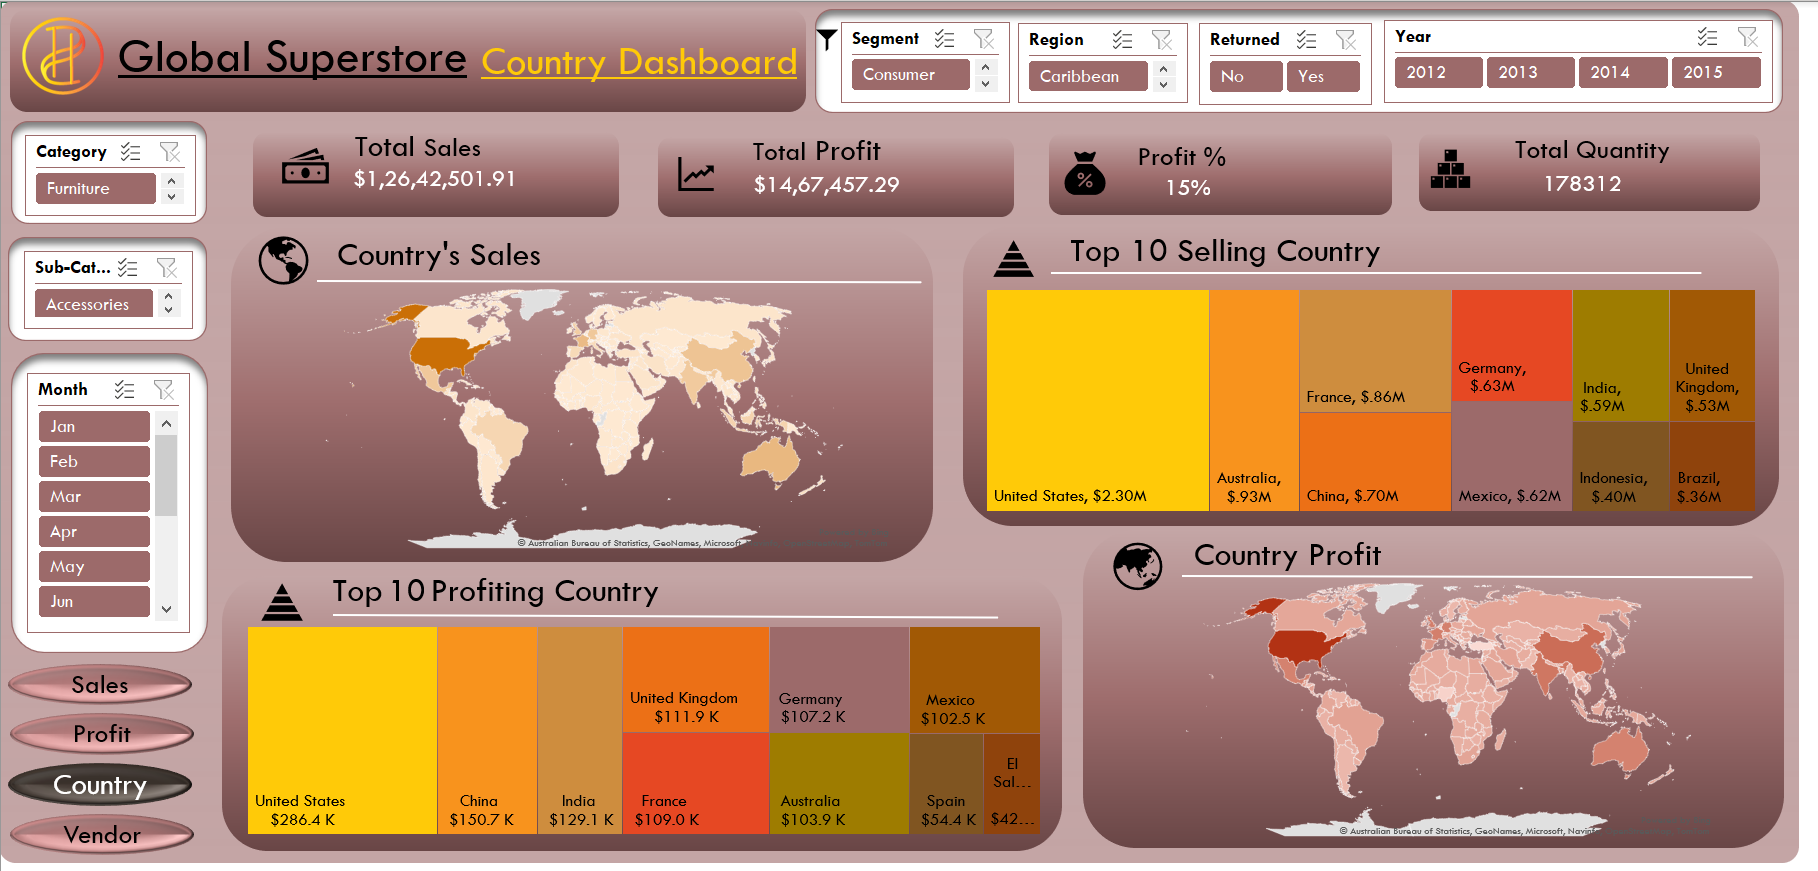 Global Superstore Country Dashboard
Segment
Consumer
Region
Caribbean
Returned
No
Yes
Year
2012
2013
2014
2015
Category
Furniture
Sub-Cat...
Accessories
Month
Jan
Feb
Mar
Apr
May
Jun
Sales
Profit
Country
Vendor
Total Sales
$1,26,42,501.91
Total Profit
$14,67,457.29
Profit %
15%
Total Quantity
178312
Country's Sales
© Australian Bureau of Statistics, GeoNames, Microsoft
Top 10 Selling Country
United States, $2.30M
Australia,
$.93M
France, $.86M
China, $.70M
Germany,
$.63M
Mexico, $.62M
India,
$.59M
United
Kingdom,
$.53M
Indonesia,
$.40M
Brazil,
$.36M
Top 10 Profiting Country
United States
$286.4 K
China
$150.7 K
India
$129.1 K
United Kingdom
$111.9 K
France
$109.0 K
Germany
$107.2 K
Australia
$103.9 K
Mexico
$102.5 K
Spain
$54.4 K
El
Sal...
$42...
Country Profit
© Australian Bureau of Statistics, GeoNames, Microsoft,